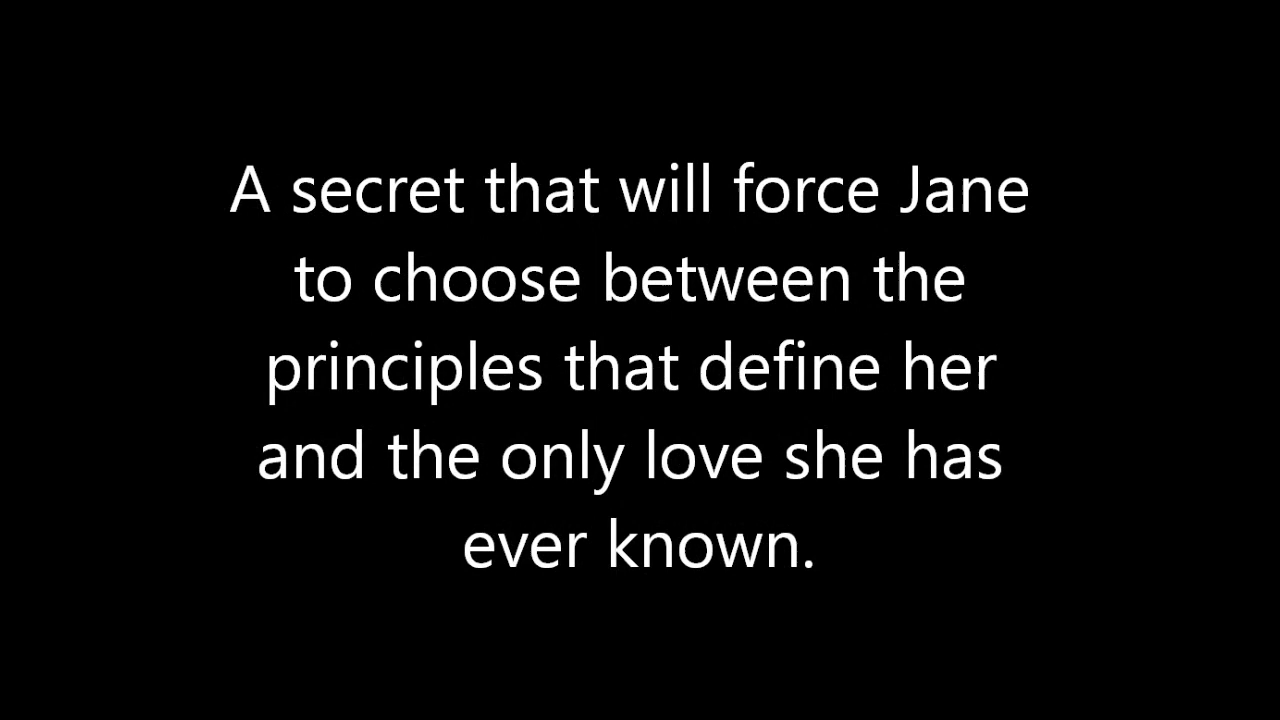 A secret that will force Jane
to choose between the
principles that define her
and the only love she has
ever known.